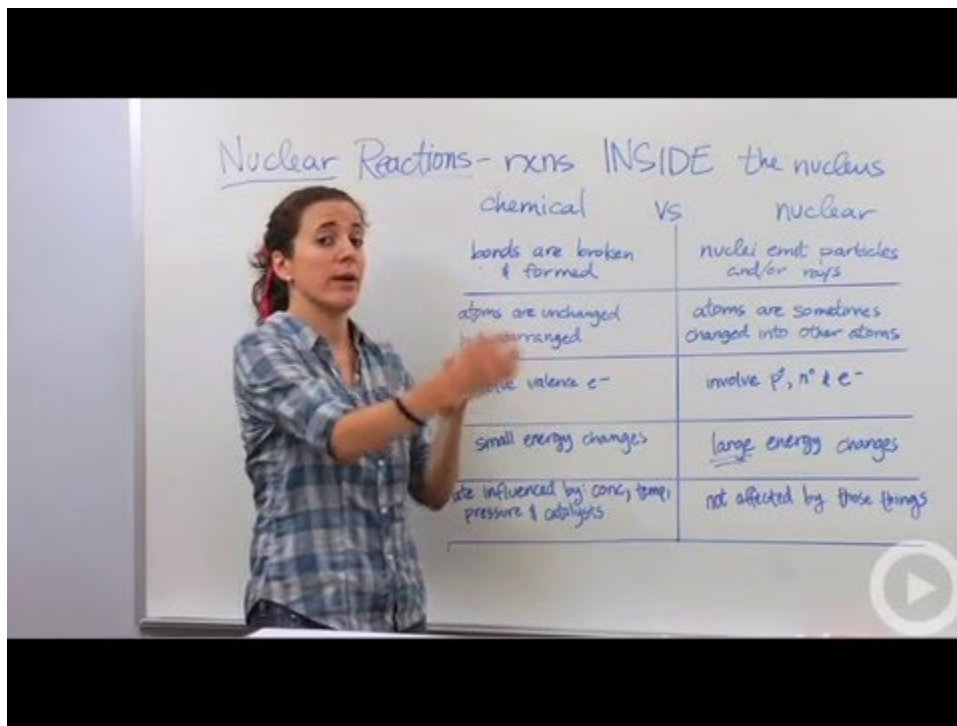 Nuclear Reactions - rxns INSIDE the nucleus
chemical vs nuclear
bonds are broken
& formed
nuclei emit particles
and/or rays
atoms are unchanged
arranged
atoms are sometimes
changed into other atoms
valence e-
involve p+, n° & e-
small energy changes
large energy changes
influenced by: conc, temp,
pressure & catalysts
not affected by those things